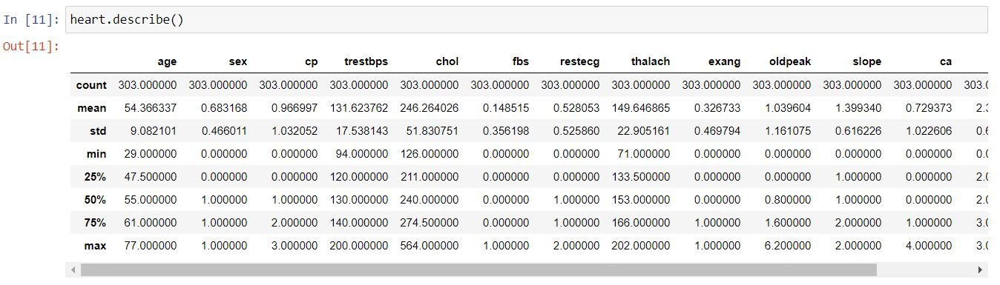 In [11]: heart.describe()
Out[11]:
age sex cp trestbps chol fbs restecg thalach exang oldpeak slope ca
count 303.000000 303.000000 303.000000 303.000000 303.000000 303.000000 303.000000 303.000000 303.000000 303.000000 303.000000 303.000000 303.0
mean 54.366337 0.683168 0.966997 131.623762 246.264026 0.148515 0.528053 149.646865 0.326733 1.039604 1.399340 0.729373 2.3
std 9.082101 0.466011 1.032052 17.538143 51.830751 0.356198 0.525860 22.905161 0.469794 1.161075 0.616226 1.022606 0.6
min 29.000000 0.000000 0.000000 94.000000 126.000000 0.000000 0.000000 71.000000 0.000000 0.000000 0.000000 0.000000 0.0
25% 47.500000 0.000000 0.000000 120.000000 211.000000 0.000000 0.000000 133.500000 0.000000 0.000000 1.000000 0.000000 2.0
50% 55.000000 1.000000 1.000000 130.000000 240.000000 0.000000 1.000000 153.000000 0.000000 0.800000 1.000000 0.000000 2.0
75% 61.000000 1.000000 2.000000 140.000000 274.500000 0.000000 1.000000 166.000000 1.000000 1.600000 2.000000 1.000000 3.0
max 77.000000 1.000000 3.000000 200.000000 564.000000 1.000000 2.000000 202.000000 1.000000 6.200000 2.000000 4.000000 3.0